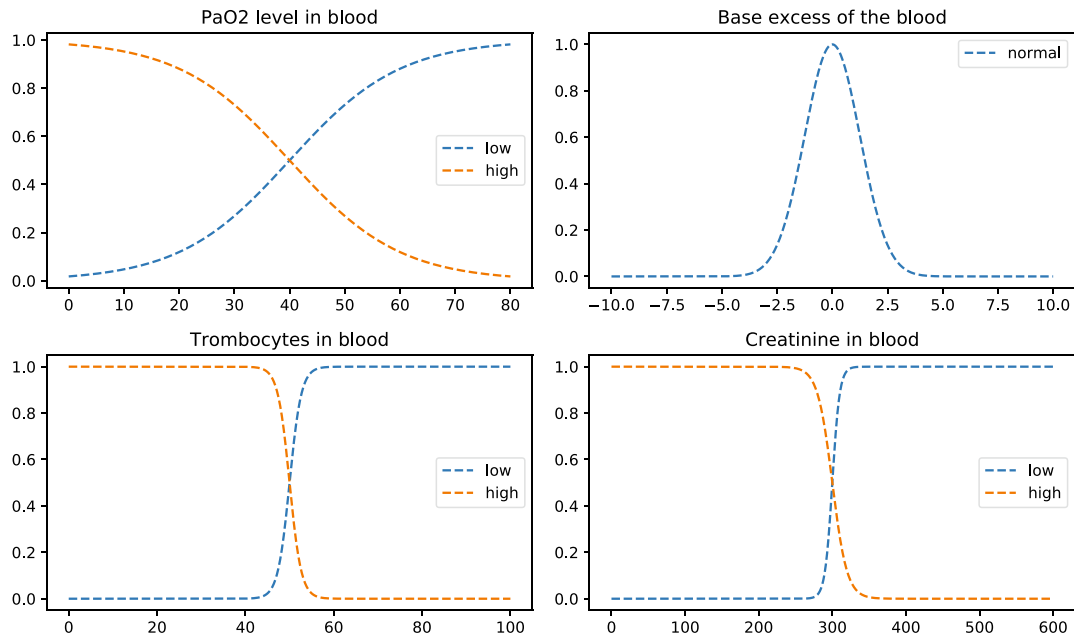 PaO2 level in blood
1.0
0.8
0.6
0.4
0.2
0.0
low
high
0 10 20 30 40 50 60 70 80
Base excess of the blood
1.0
0.8
0.6
0.4
0.2
0.0
normal
−10.0 −7.5 −5.0 −2.5 0.0 2.5 5.0 7.5 10.0
Trombocytes in blood
1.0
0.8
0.6
0.4
0.2
0.0
low
high
0 20 40 60 80 100
Creatinine in blood
1.0
0.8
0.6
0.4
0.2
0.0
low
high
0 100 200 300 400 500 600